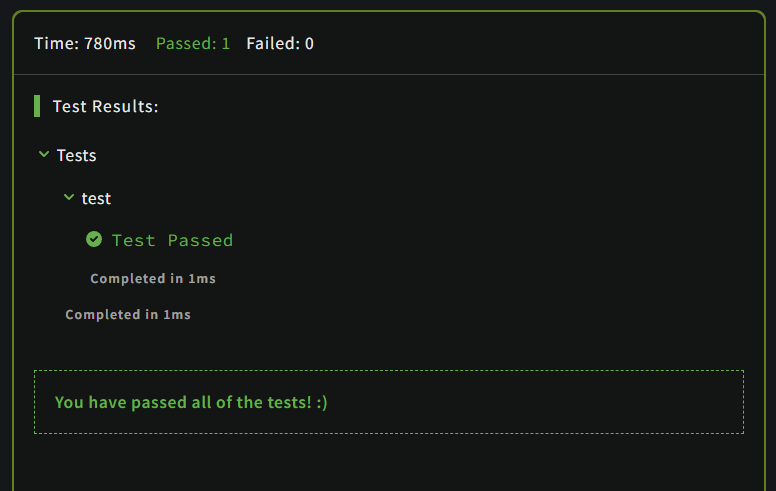 Time: 780ms Passed: 1 Failed: 0
Test Results:
Tests
test
Test Passed
Completed in 1ms
Completed in 1ms
You have passed all of the tests! :)